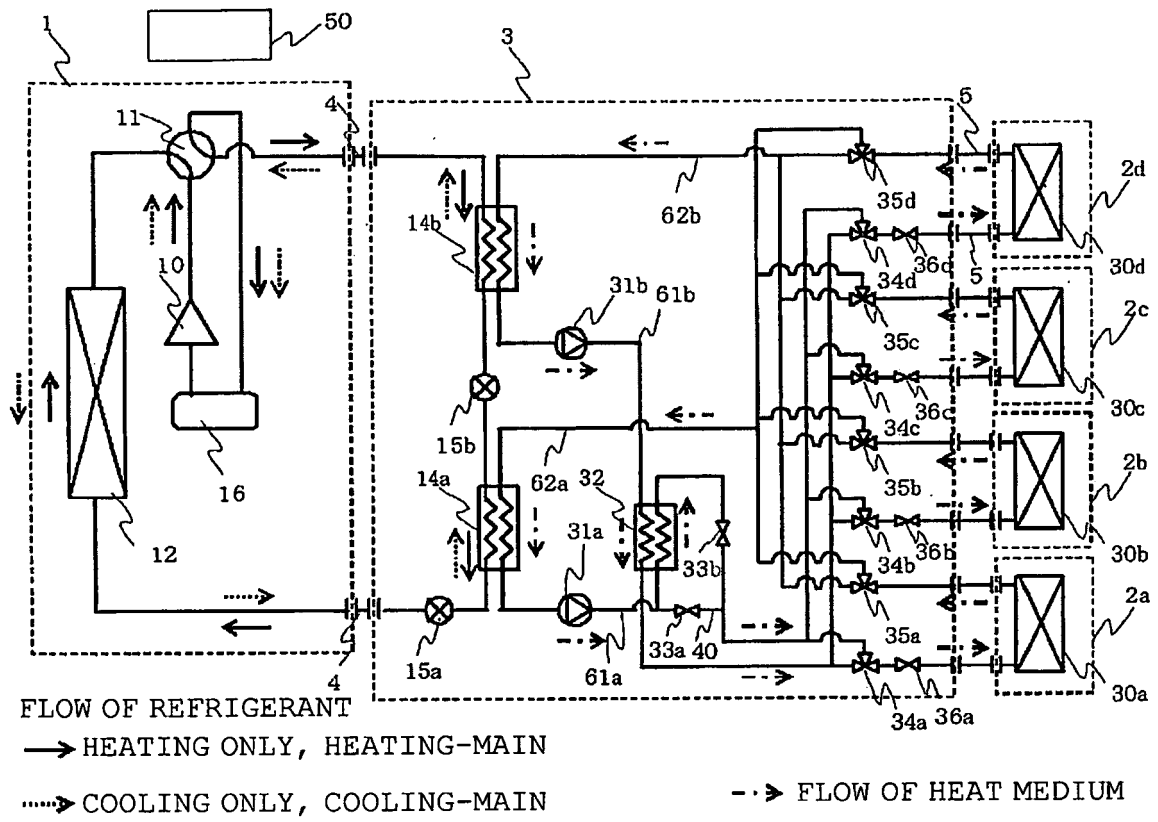 50
1
3
11
4
5
2d
35d
62b
14b
10
36d
5
30d
34d
31b
61b
2c
35c
15b
36c
30c
34c
16
62a
14a
32
35b
2b
12
31a
33b
34b
36b
30b
2a
35a
15a
33a
40
4
61a
34a
36a
30a
FLOW OF REFRIGERANT
HEATING ONLY, HEATING-MAIN
COOLING ONLY, COOLING-MAIN
FLOW OF HEAT MEDIUM